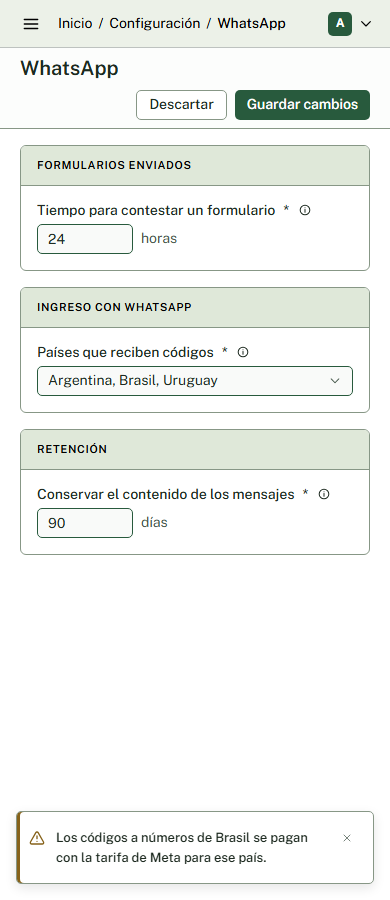 Inicio / Configuración / WhatsApp
A
WhatsApp
Descartar
Guardar cambios
FORMULARIOS ENVIADOS
Tiempo para contestar un formulario *
24 horas
INGRESO CON WHATSAPP
Países que reciben códigos *
Argentina, Brasil, Uruguay
RETENCIÓN
Conservar el contenido de los mensajes *
90 días
Los códigos a números de Brasil se pagan
con la tarifa de Meta para ese país.